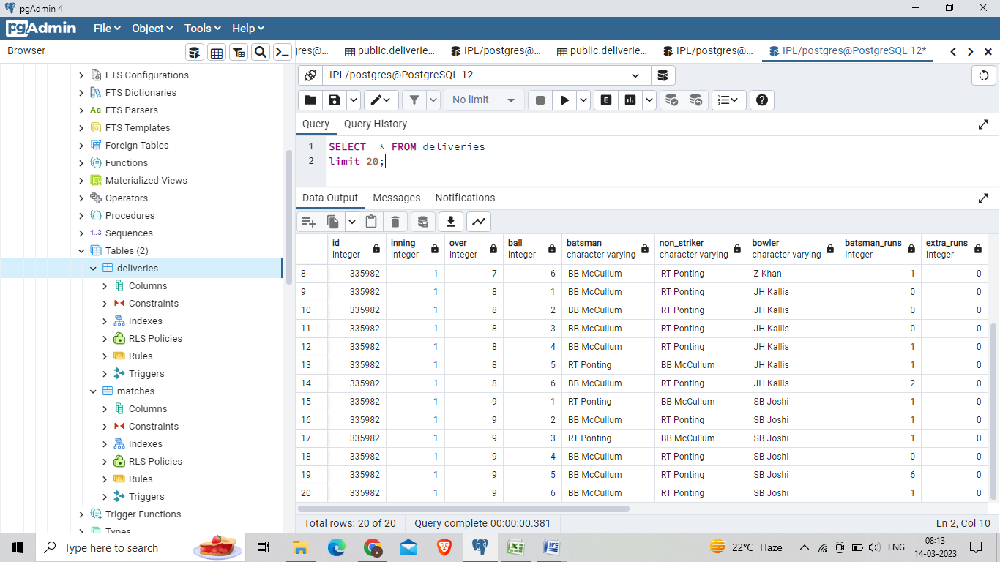 pgAdmin 4
pgAdmin File Object Tools Help
Browser
gres@... public.deliverie... IPL/postgres@... public.deliverie... IPL/postgres@... IPL/postgres@PostgreSQL 12*
FTS Configurations
FTS Dictionaries
Aa FTS Parsers
FTS Templates
Foreign Tables
Functions
Materialized Views
Operators
Procedures
1..3 Sequences
Tables (2)
deliveries
Columns
Constraints
Indexes
RLS Policies
Rules
Triggers
matches
Columns
Constraints
Indexes
RLS Policies
Rules
Triggers
Trigger Functions
Types
IPL/postgres@PostgreSQL 12
No limit E
Query Query History
1 SELECT * FROM deliveries
2 limit 20;
Data Output Messages Notifications
id inning over ball batsman non_striker bowler batsman_runs extra_runs
integer integer integer integer character varying character varying character varying integer integer
8 335982 1 7 6 BB McCullum RT Ponting Z Khan 1 0
9 335982 1 8 1 BB McCullum RT Ponting JH Kallis 0 0
10 335982 1 8 2 BB McCullum RT Ponting JH Kallis 0 0
11 335982 1 8 3 BB McCullum RT Ponting JH Kallis 0 0
12 335982 1 8 4 BB McCullum RT Ponting JH Kallis 1 0
13 335982 1 8 5 RT Ponting BB McCullum JH Kallis 1 0
14 335982 1 8 6 BB McCullum RT Ponting JH Kallis 2 0
15 335982 1 9 1 RT Ponting BB McCullum SB Joshi 1 0
16 335982 1 9 2 BB McCullum RT Ponting SB Joshi 1 0
17 335982 1 9 3 RT Ponting BB McCullum SB Joshi 1 0
18 335982 1 9 4 BB McCullum RT Ponting SB Joshi 0 0
19 335982 1 9 5 BB McCullum RT Ponting SB Joshi 6 0
20 335982 1 9 6 BB McCullum RT Ponting SB Joshi 1 0
Total rows: 20 of 20 Query complete 00:00:00.381 Ln 2, Col 10
Type here to search
22°C Haze ENG
08:13
14-03-2023